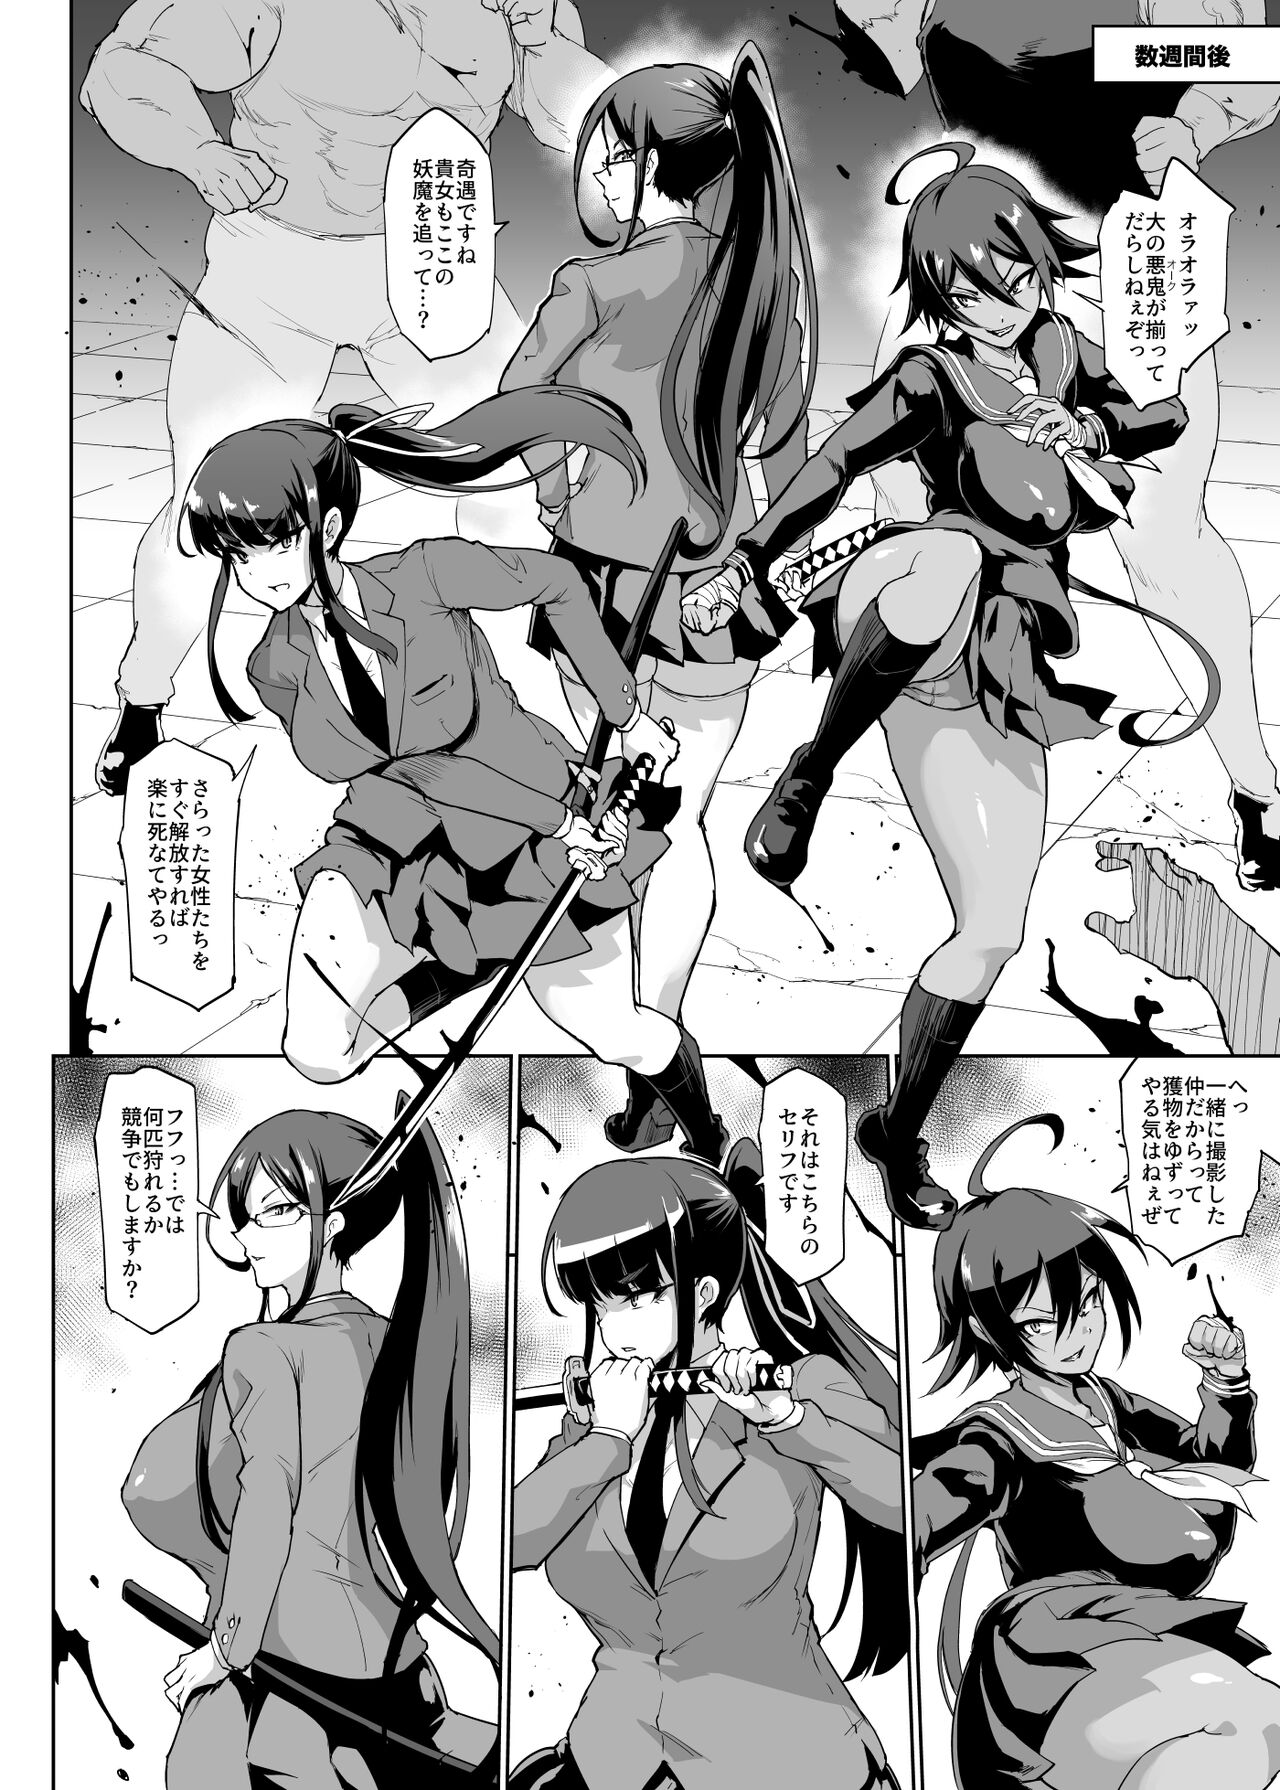 数週間後
オラオラァッ
大の悪鬼が揃って
オーク
だらしねぇぞっ
奇遇ですね
貴女もここの
妖魔を追って…?
さらった女性たちを
すぐ解放すれば
楽に死なてやるっ
へっ
一緒に撮影した
仲だからって
獲物をゆずって
やる気はねぇぜ
それはこちらの
セリフです
フフっ…では
何匹狩れるか
競争でもしますか?